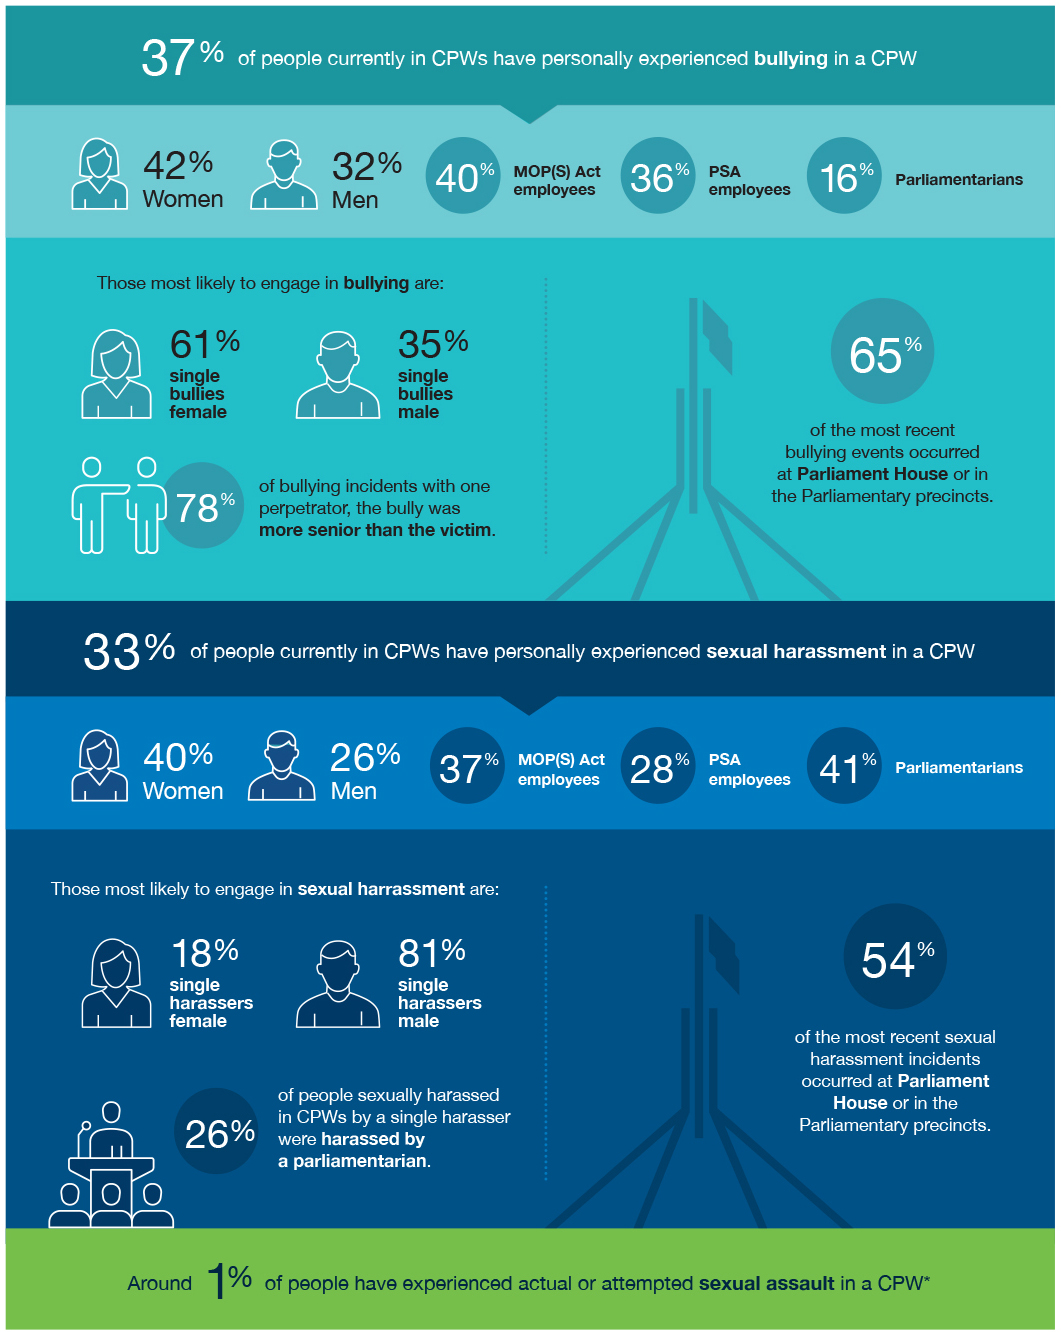 37% of people currently in CPWs have personally experienced bullying in a CPW
42%
Women
32%
Men
40%
MOP(S) Act
employees
36%
PSA
employees
16%
Parliamentarians
Those most likely to engage in bullying are:
61%
single
bullies
female
35%
single
bullies
male
78%
of bullying incidents with one
perpetrator, the bully was
more senior than the victim.
65%
of the most recent
bullying events occurred
at Parliament House or in
the Parliamentary precincts.
33% of people currently in CPWs have personally experienced sexual harassment in a CPW
40%
Women
26%
Men
37%
MOP(S) Act
employees
28%
PSA
employees
41%
Parliamentarians
Those most likely to engage in sexual harrassment are:
18%
single
harassers
female
81%
single
harassers
male
26%
of people sexually harassed
in CPWs by a single harasser
were harassed by
a parliamentarian.
54%
of the most recent sexual
harassment incidents
occurred at Parliament
House or in the
Parliamentary precincts.
Around 1% of people have experienced actual or attempted sexual assault in a CPW*